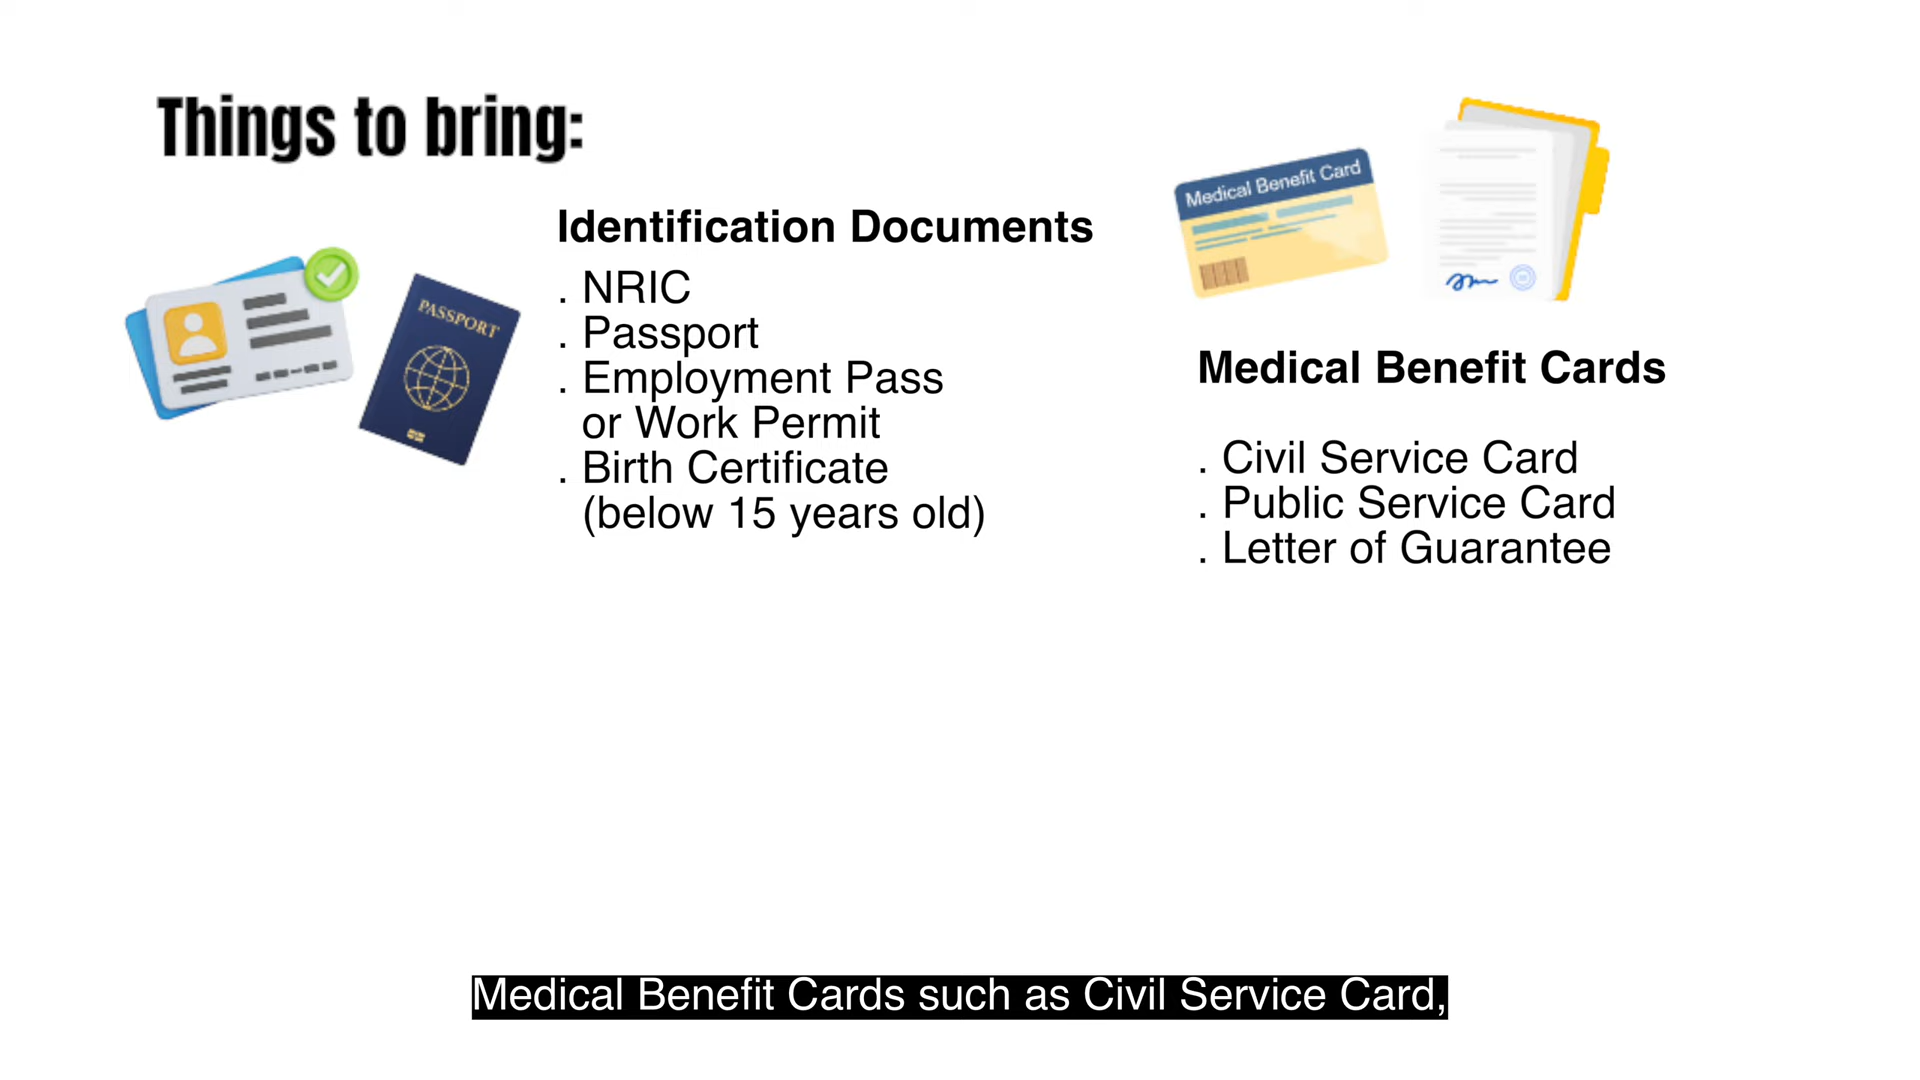 Things to bring:
Identification Documents
. NRIC
. Passport
. Employment Pass
or Work Permit
. Birth Certificate
(below 15 years old)
PASSPORT
Medical Benefit Card
Medical Benefit Cards
. Civil Service Card
. Public Service Card
. Letter of Guarantee
Medical Benefit Cards such as Civil Service Card,